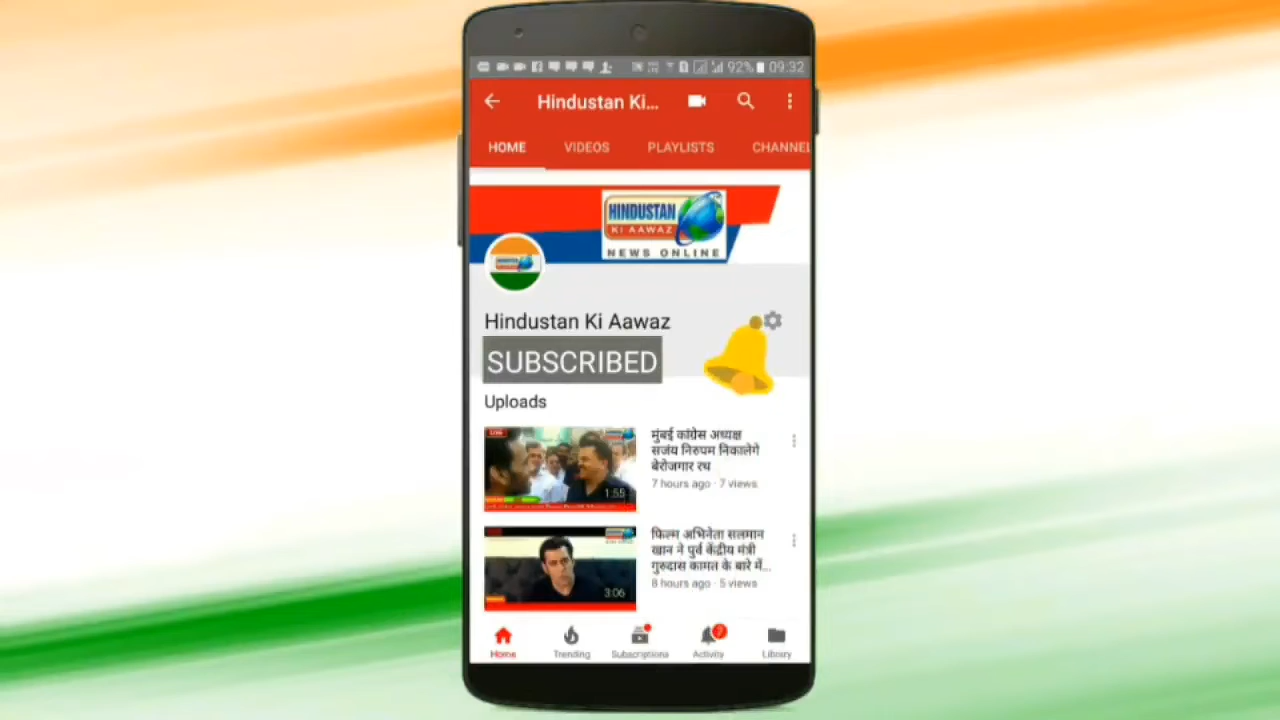 92% 09:32
Hindustan Ki...
HOME VIDEOS PLAYLISTS CHANNEL
HINDUSTAN
KI AAWAZ
NEWS ONLINE
Hindustan Ki Aawaz
SUBSCRIBED
Uploads
LIVE
1:55
मुंबई कांग्रेस अध्यक्ष
सजंय निरुपम निकालेगे
बेरोजगार रथ
7 hours ago · 7 views
3:06
फिल्म अभिनेता सलमान
खान ने पुर्व केंद्रीय मंत्री
गुरुदास कामत के बारे में...
8 hours ago · 5 views
Home Trending Subscriptions Activity Library